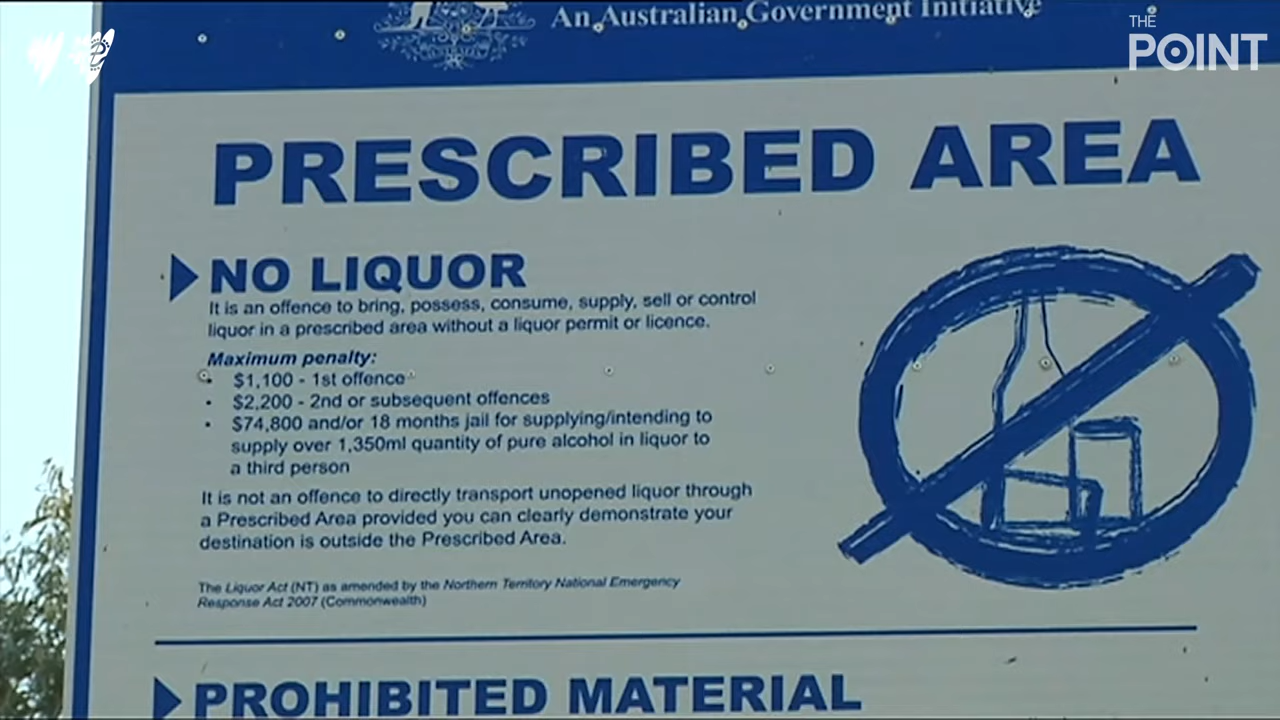 THE
POINT
An Australian Government Initiative
PRESCRIBED AREA
NO LIQUOR
It is an offence to bring, possess, consume, supply, sell or control
liquor in a prescribed area without a liquor permit or licence.
Maximum penalty:
• $1,100 - 1st offence
• $2,200 - 2nd or subsequent offences
• $74,800 and/or 18 months jail for supplying/intending to
supply over 1,350ml quantity of pure alcohol in liquor to
a third person
It is not an offence to directly transport unopened liquor through
a Prescribed Area provided you can clearly demonstrate your
destination is outside the Prescribed Area.
The Liquor Act (NT) as amended by the Northern Territory National Emergency
Response Act 2007 (Commonwealth)
PROHIBITED MATERIAL